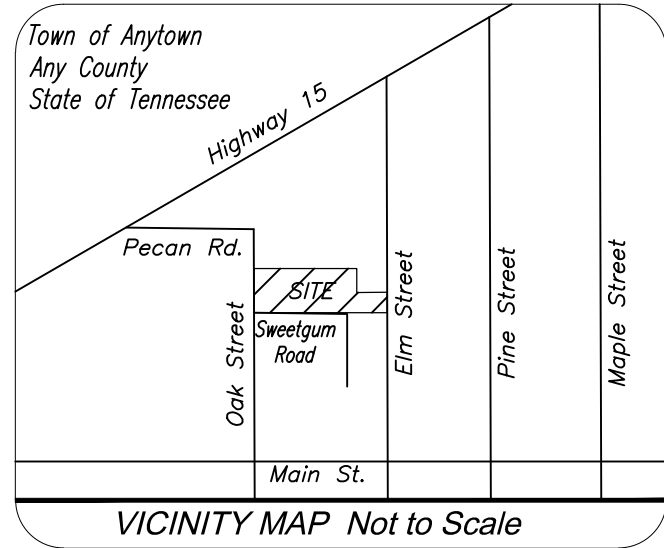 Town of Anytown
Any County
State of Tennessee
Highway 15
Pecan Rd.
SITE
Sweetgum
Road
Oak Street
Elm Street
Pine Street
Maple Street
Main St.
VICINITY MAP Not to Scale